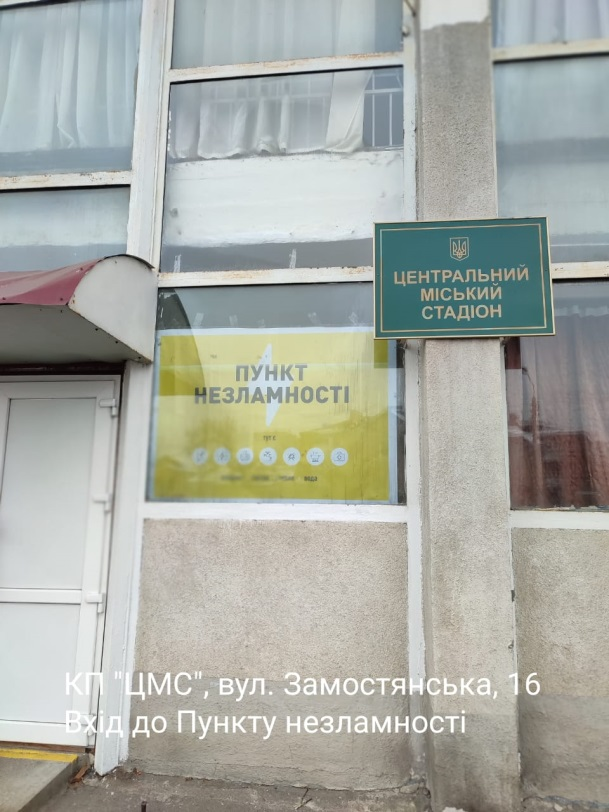 ЦЕНТРАЛЬНИЙ
МІСЬКИЙ
СТАДІОН
ПУНКТ
НЕЗЛАМНОСТІ
КП "ЦМС", вул. Замостянська, 16
Вхід до Пункту незламності